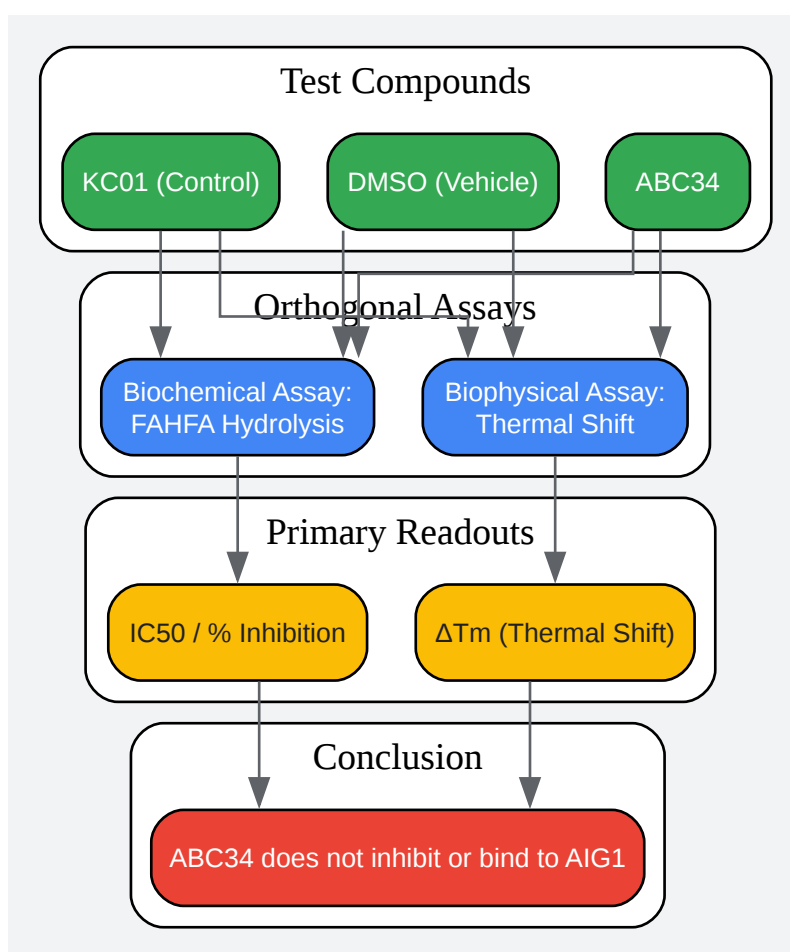 Test Compounds
KC01 (Control)
DMSO (Vehicle)
ABC34
Orthogonal Assays
Biochemical Assay:
FAHFA Hydrolysis
Biophysical Assay:
Thermal Shift
Primary Readouts
IC50 / % Inhibition
ΔTm (Thermal Shift)
Conclusion
ABC34 does not inhibit or bind to AIG1